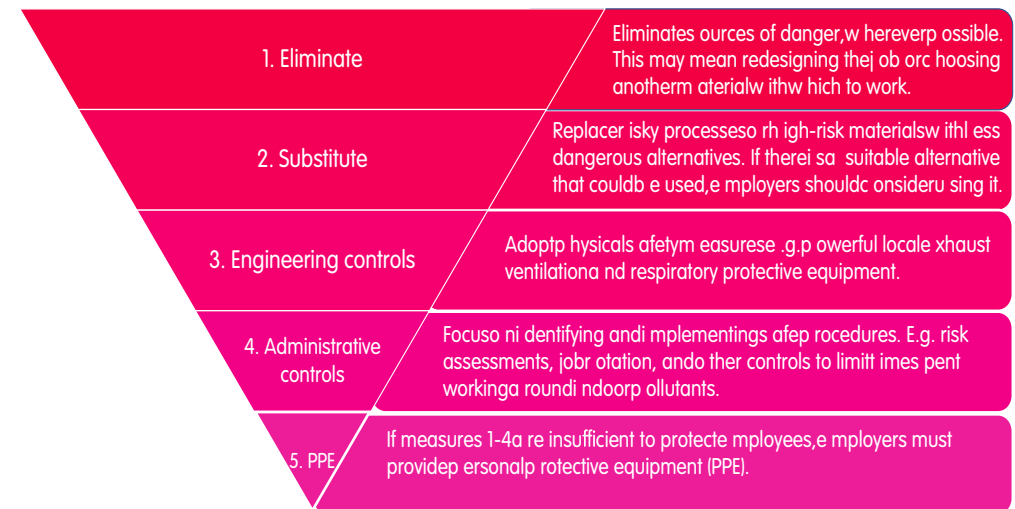 1. Eliminate
Eliminates ources of danger,w hereverp ossible.
This may mean redesigning thej ob orc hoosing
anotherm aterialw ithw hich to work.
2. Substitute
Replacer isky processeso rh igh-risk materialsw ithl ess
dangerous alternatives. If therei sa  suitable alternative
that couldb e used,e mployers shouldc onsideru sing it.
3. Engineering controls
Adoptp hysicals afetym easurese .g.p owerful locale xhaust
ventilationa nd respiratory protective equipment.
4. Administrative
controls
Focuso ni dentifying andi mplementings afep rocedures. E.g. risk
assessments, jobr otation, ando ther controls to limitt imes pent
workinga roundi ndoorp ollutants.
5. PPE
If measures 1-4a re insufficient to protecte mployees,e mployers must
providep ersonalp rotective equipment (PPE).